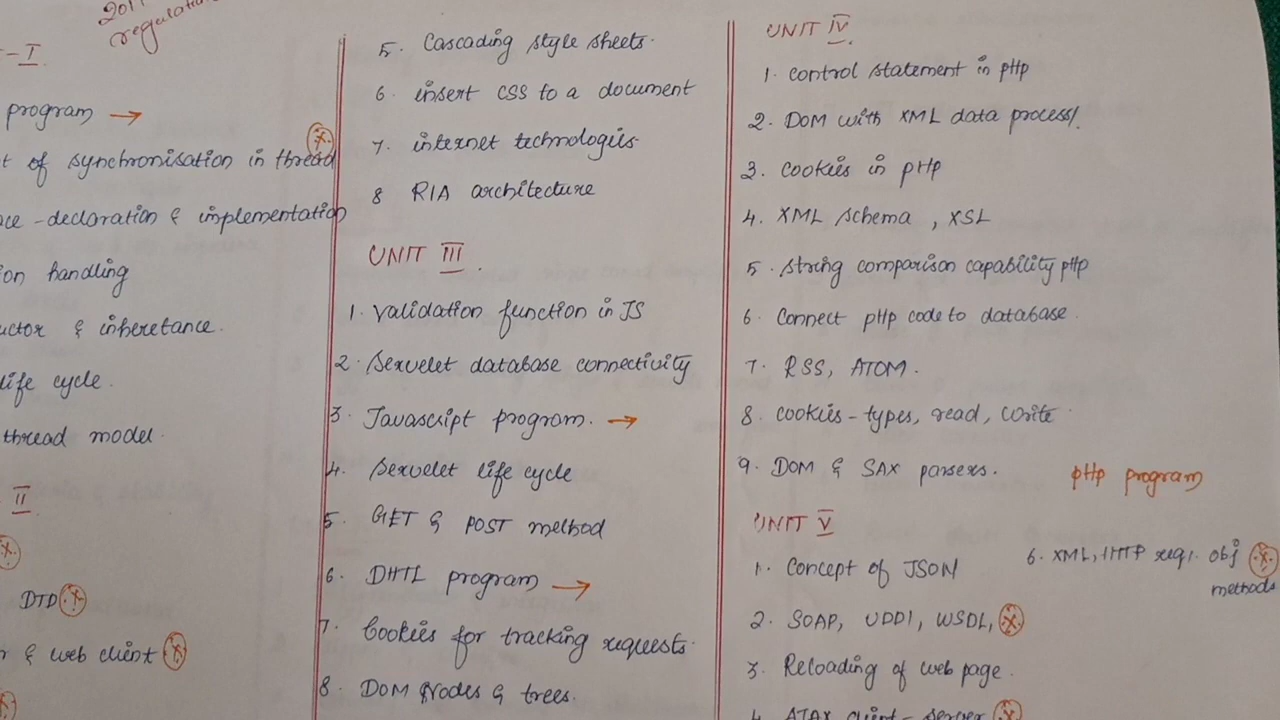 2017
regulation
-I
program →
t of synchronisation in thread
ace - declaration & implementation
on handling
uctor & inheretance.
life cycle.
thread model.
II
DTD
r & web client
5. Cascading style sheets.
6. insert CSS to a document
7. internet technologies.
8 RIA architecture
UNIT III.
1. Validation function in JS
2. Servelet database connectivity
3. Javascript program. →
4. Servelet life cycle
5. GET & POST method
6. DHTL program →
7. Cookies for tracking requests.
8. DOM nodes & trees.
UNIT IV.
1. control statement in PHP
2. DOM with XML data process/.
3. Cookies in PHP
4. XML Schema , XSL
5. String comparison capability PHP
6. Connect PHP code to database.
7. RSS, ATOM.
8. cookies - types, read, write.
9. DOM & SAX parsers.
PHP program
UNIT V
1. Concept of JSON
2. SOAP, UDDI, WSDL,
3. Reloading of web page.
4. AJAX client - server
6. XML, HTTP req. obj
methods